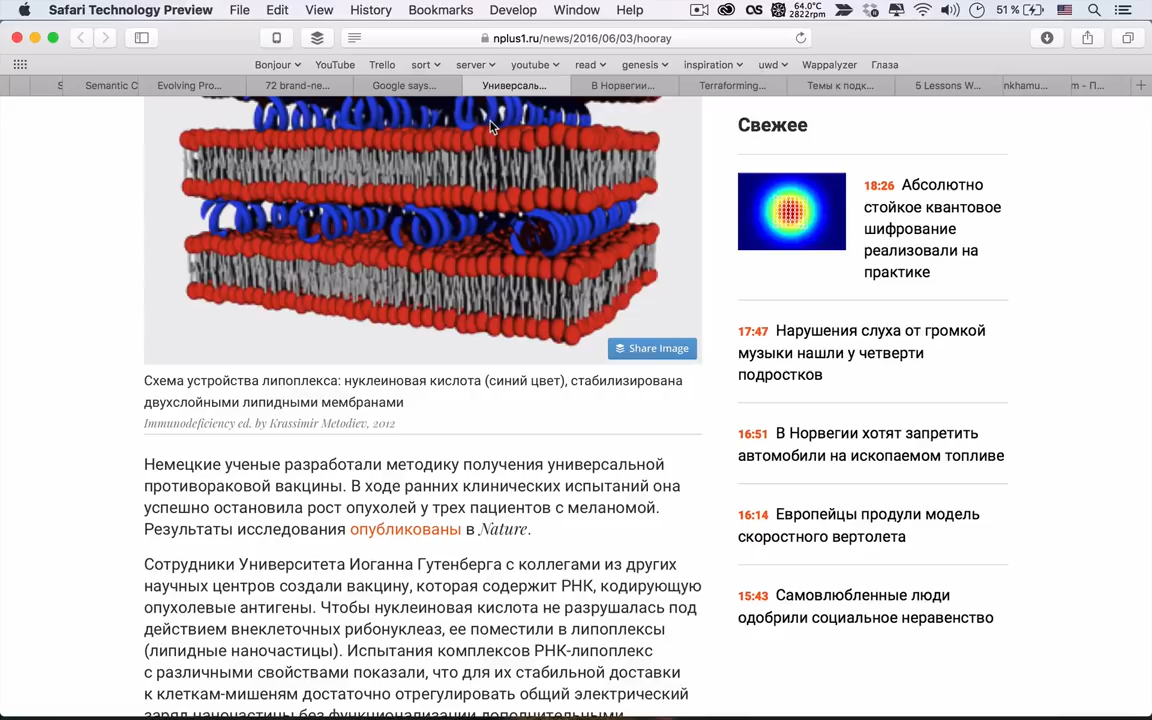 Safari Technology Preview File Edit View History Bookmarks Develop Window Help 64.0°C 2822rpm 51 %
nplus1.ru/news/2016/06/03/hooray
Bonjour YouTube Trello sort server youtube read genesis inspiration uwd Wappalyzer Глаза
S Semantic C Evolving Pro... 72 brand-ne... Google says... Универсаль... В Норвегии... Terraforming... Темы к подк... 5 Lessons W... nkhamu... m - П...
Share Image
Схема устройства липоплекса: нуклеиновая кислота (синий цвет), стабилизирована
двухслойными липидными мембранами
Immunodeficiency ed. by Krassimir Metodiev, 2012
Немецкие ученые разработали методику получения универсальной
противораковой вакцины. В ходе ранних клинических испытаний она
успешно остановила рост опухолей у трех пациентов с меланомой.
Результаты исследования опубликованы в Nature.
Сотрудники Университета Иоганна Гутенберга с коллегами из других
научных центров создали вакцину, которая содержит РНК, кодирующую
опухолевые антигены. Чтобы нуклеиновая кислота не разрушалась под
действием внеклеточных рибонуклеаз, ее поместили в липоплексы
(липидные наночастицы). Испытания комплексов РНК-липоплекс
с различными свойствами показали, что для их стабильной доставки
к клеткам-мишеням достаточно отрегулировать общий электрический
заряд наночастицы без функционализации дополнительными
Свежее
18:26 Абсолютно
стойкое квантовое
шифрование
реализовали на
практике
17:47 Нарушения слуха от громкой
музыки нашли у четверти
подростков
16:51 В Норвегии хотят запретить
автомобили на ископаемом топливе
16:14 Европейцы продули модель
скоростного вертолета
15:43 Самовлюбленные люди
одобрили социальное неравенство